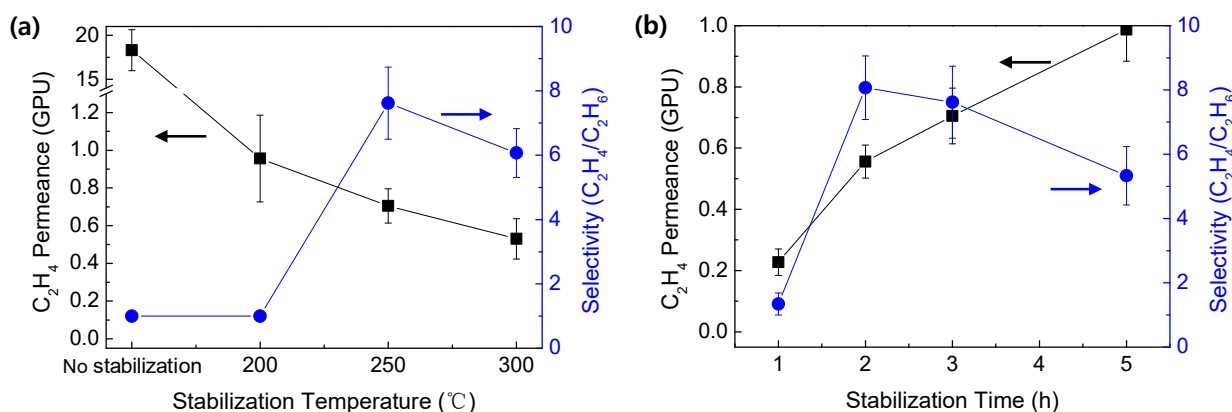 (a)
C₂H₄ Permeance (GPU)
20
15
1.2
1.0
0.8
0.6
0.4
0.2
0.0
No stabilization 200 250 300
Stabilization Temperature (℃)
10
8
6
4
2
0
Selectivity (C₂H₄/C₂H₆)
(b)
C₂H₄ Permeance (GPU)
1.0
0.8
0.6
0.4
0.2
0.0
1 2 3 4 5
Stabilization Time (h)
10
8
6
4
2
0
Selectivity (C₂H₄/C₂H₆)